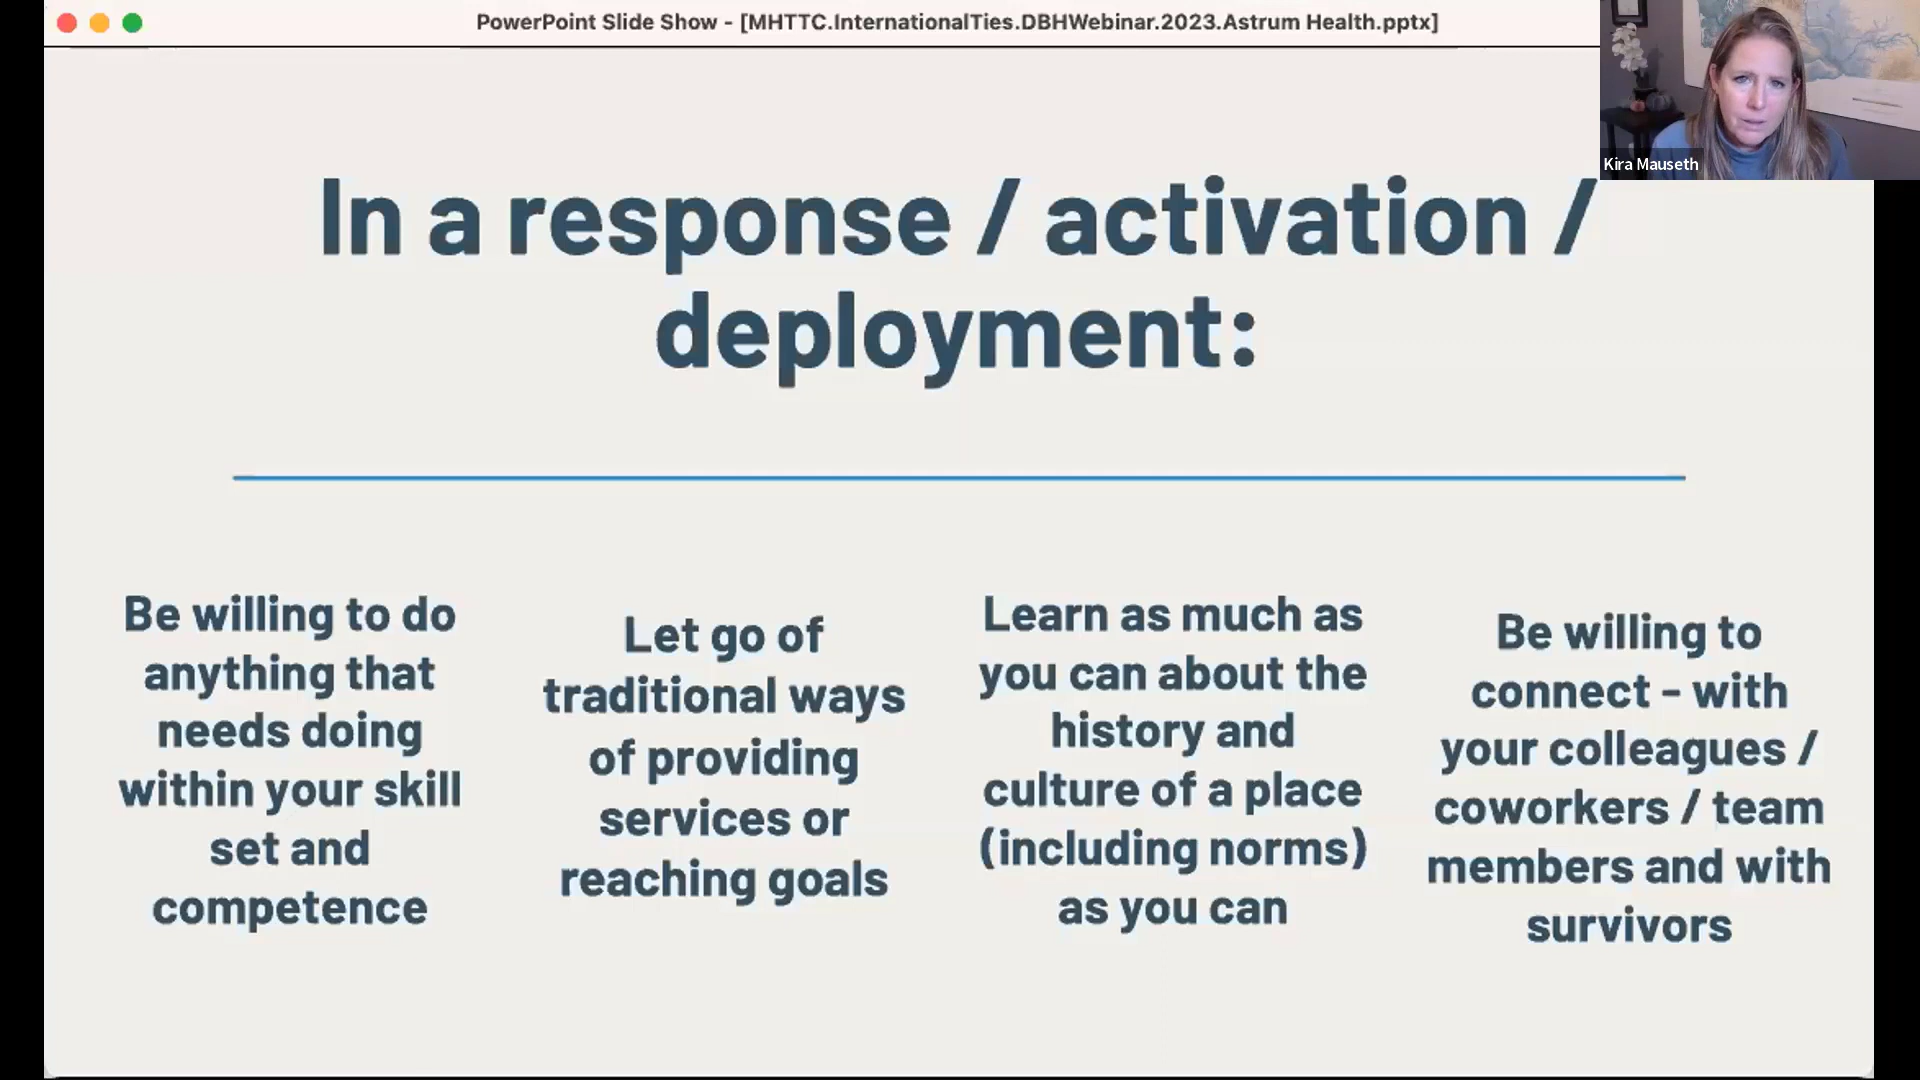 PowerPoint Slide Show - [MHTTC.InternationalTies.DBHWebinar.2023.Astrum Health.pptx]
Kira Mauseth
In a response / activation /
deployment:
Be willing to do
anything that
needs doing
within your skill
set and
competence
Let go of
traditional ways
of providing
services or
reaching goals
Learn as much as
you can about the
history and
culture of a place
(including norms)
as you can
Be willing to
connect - with
your colleagues /
coworkers / team
members and with
survivors